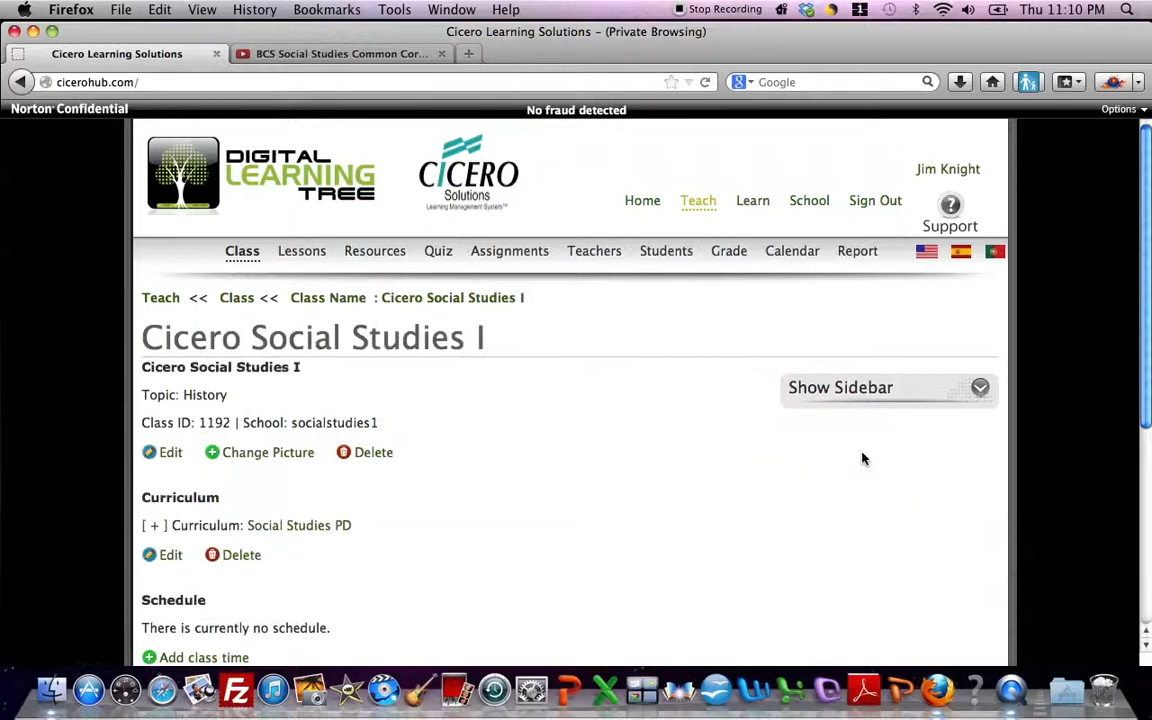 Firefox File Edit View History Bookmarks Tools Window Help Stop Recording 1 Thu 11:10 PM
Cicero Learning Solutions - (Private Browsing)
Cicero Learning Solutions BCS Social Studies Common Cor...
cicerohub.com/ Google
Norton Confidential No fraud detected Options
DIGITAL LEARNING TREE
CICERO Solutions Learning Management System™
Jim Knight
Home Teach Learn School Sign Out
Support
Class Lessons Resources Quiz Assignments Teachers Students Grade Calendar Report
Teach << Class << Class Name : Cicero Social Studies I
Cicero Social Studies I
Cicero Social Studies I
Show Sidebar
Topic: History
Class ID: 1192 | School: socialstudies1
Edit Change Picture Delete
Curriculum
[ + ] Curriculum: Social Studies PD
Edit Delete
Schedule
There is currently no schedule.
Add class time